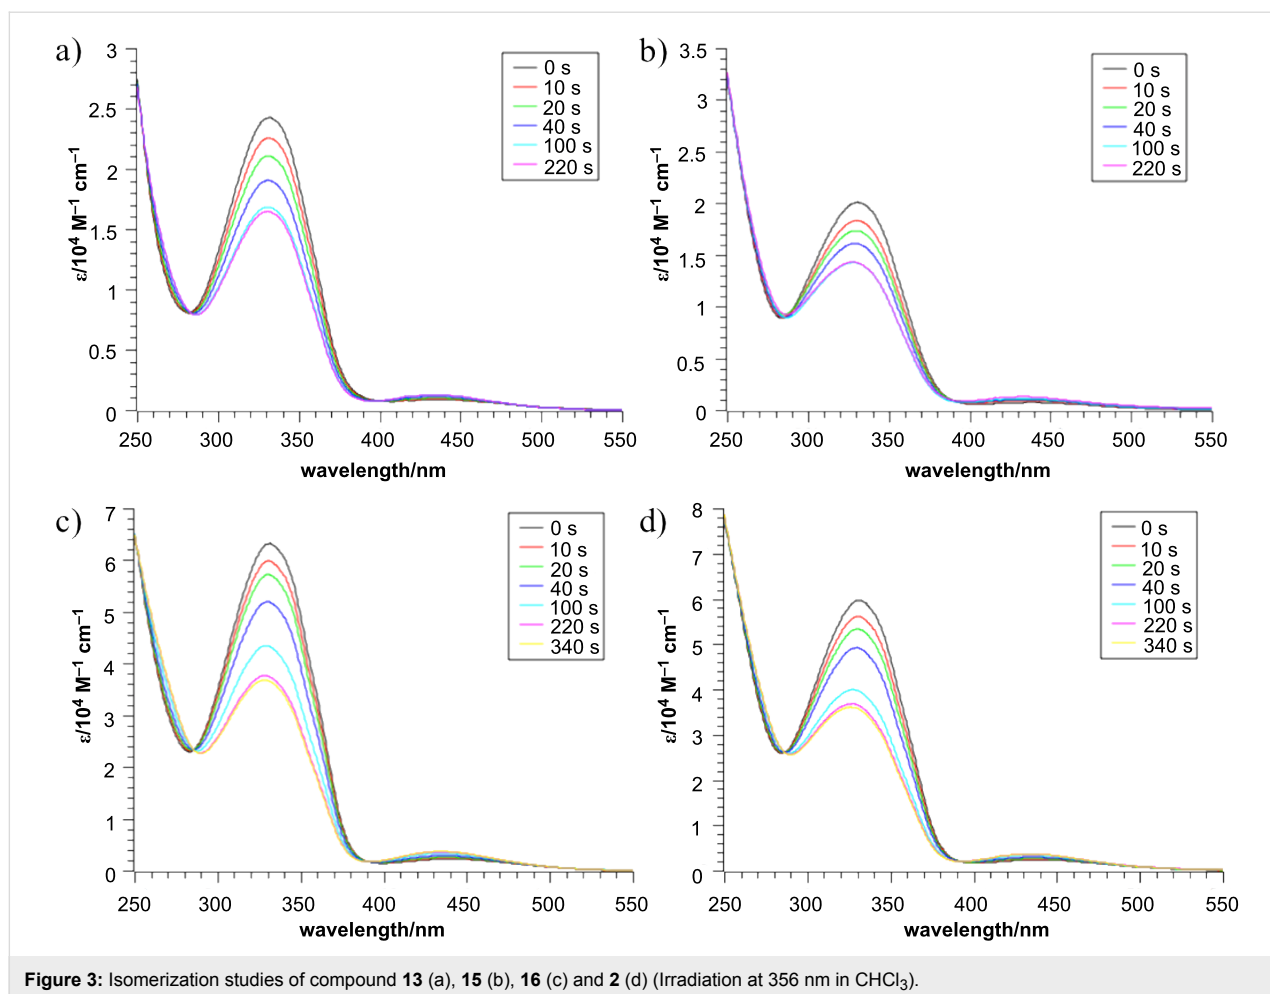 a)
3
2.5
2
1.5
1
0.5
0
ε/10⁴ M⁻¹ cm⁻¹
0 s
10 s
20 s
40 s
100 s
220 s
250 300 350 400 450 500 550
wavelength/nm
b)
3.5
3
2.5
2
1.5
1
0.5
0
ε/10⁴ M⁻¹ cm⁻¹
0 s
10 s
20 s
40 s
100 s
220 s
250 300 350 400 450 500 550
wavelength/nm
c)
7
6
5
4
3
2
1
0
ε/10⁴ M⁻¹ cm⁻¹
0 s
10 s
20 s
40 s
100 s
220 s
340 s
250 300 350 400 450 500 550
wavelength/nm
d)
8
7
6
5
4
3
2
1
0
ε/10⁴ M⁻¹ cm⁻¹
0 s
10 s
20 s
40 s
100 s
220 s
340 s
250 300 350 400 450 500 550
wavelength/nm
Figure 3: Isomerization studies of compound 13 (a), 15 (b), 16 (c) and 2 (d) (Irradiation at 356 nm in CHCl₃).